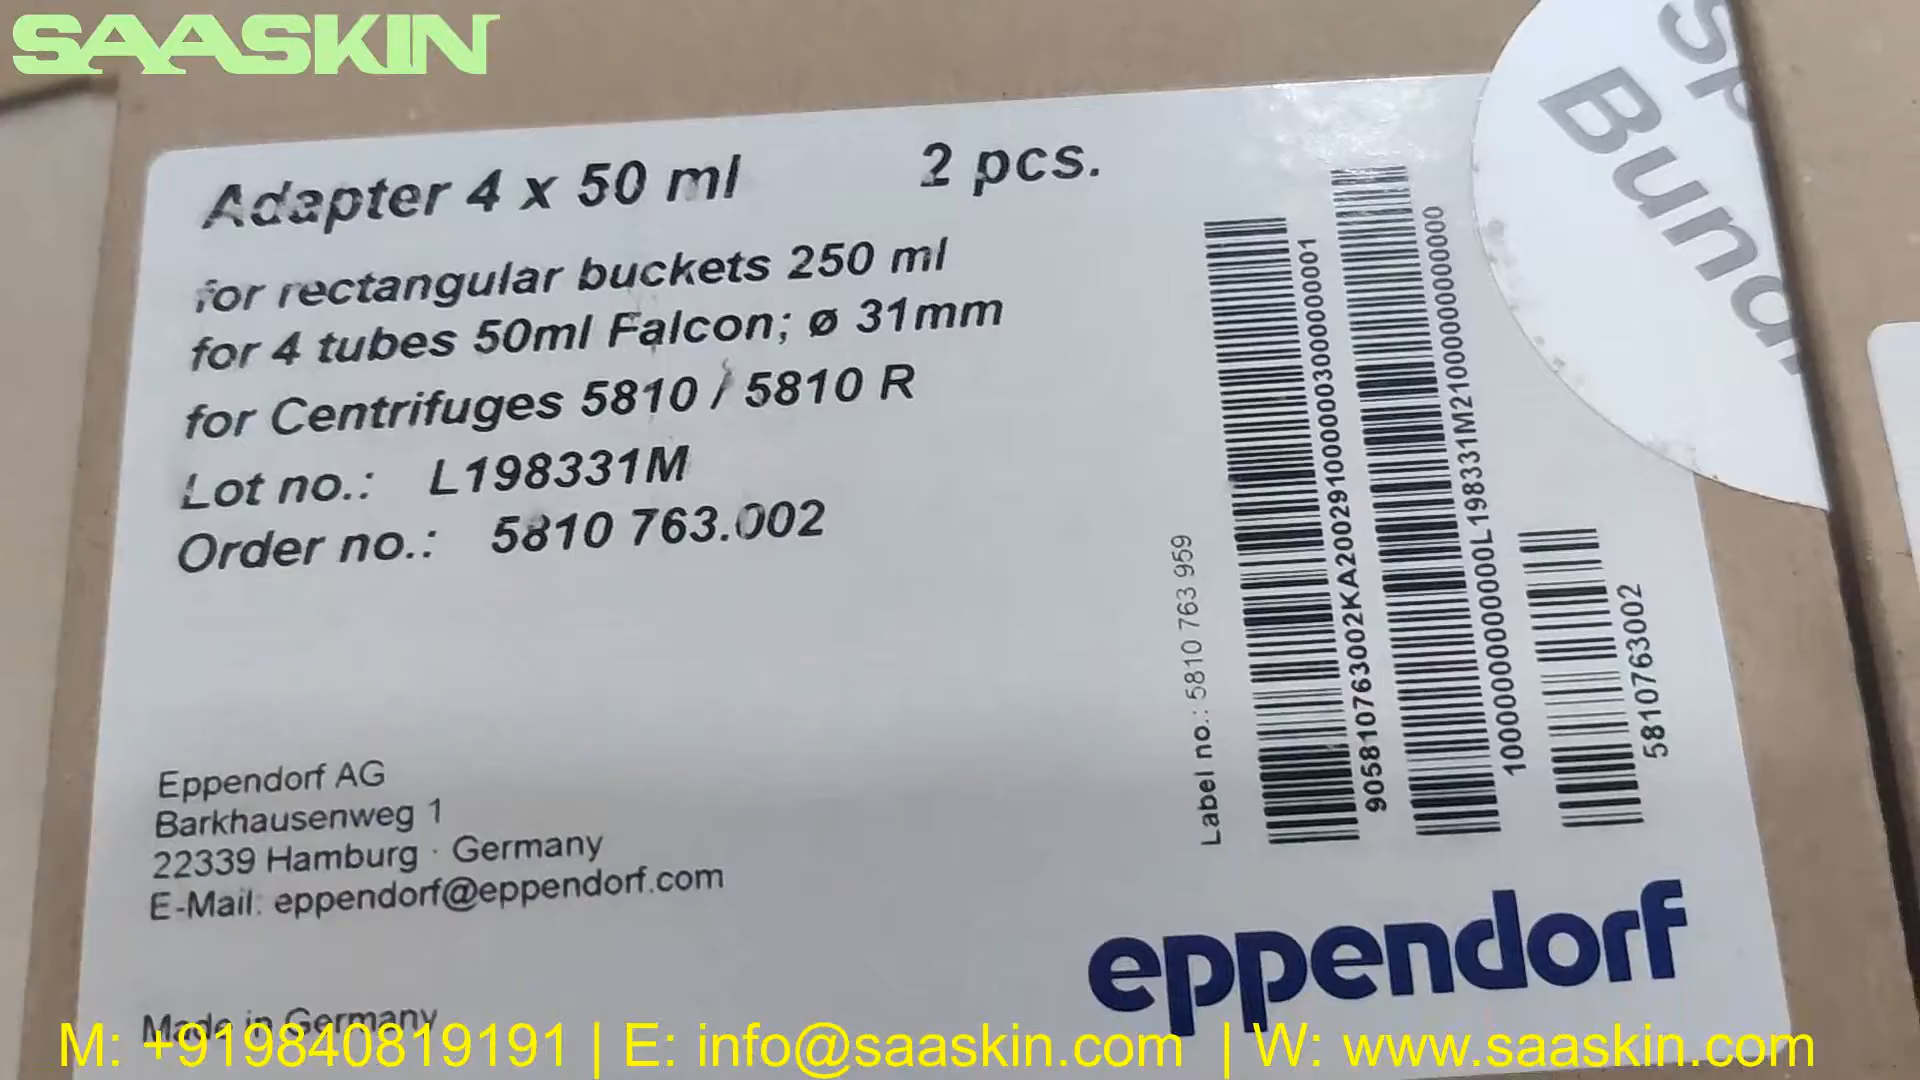 SAASKIN
Adapter 4 x 50 ml 2 pcs.
for rectangular buckets 250 ml
for 4 tubes 50ml Falcon; ø 31mm
for Centrifuges 5810 / 5810 R
Lot no.: L198331M
Order no.: 5810 763.002
Eppendorf AG
Barkhausenweg 1
22339 Hamburg · Germany
E-Mail: eppendorf@eppendorf.com
Made in Germany
Label no.: 5810 763 959
5810763002
eppendorf
M: +919840819191 | E: info@saaskin.com | W: www.saaskin.com